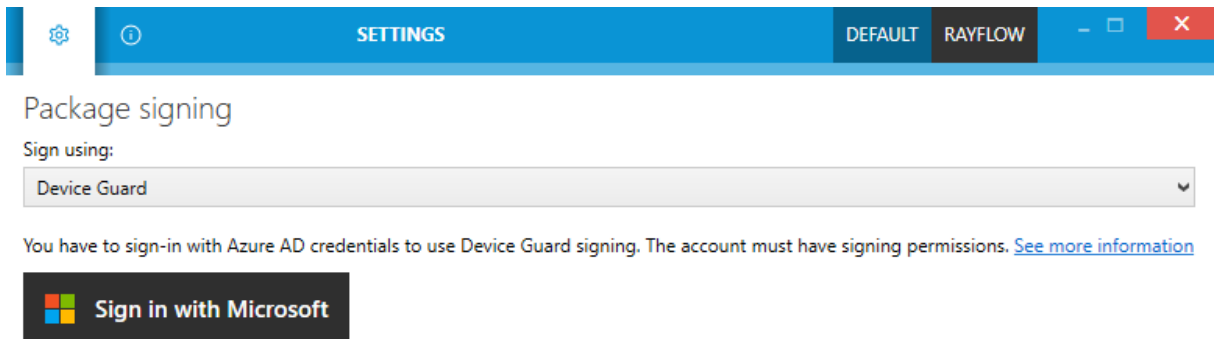 SETTINGS DEFAULT RAYFLOW
Package signing
Sign using:
Device Guard
You have to sign-in with Azure AD credentials to use Device Guard signing. The account must have signing permissions. See more information
Sign in with Microsoft